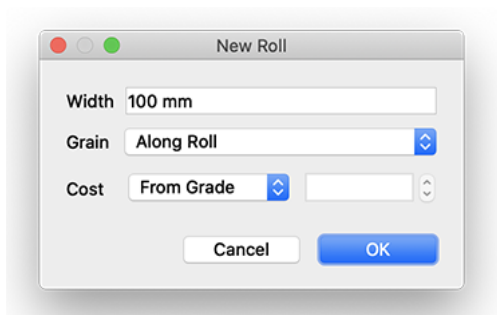 New Roll
Width 100 mm
Grain Along Roll
Cost From Grade
Cancel OK